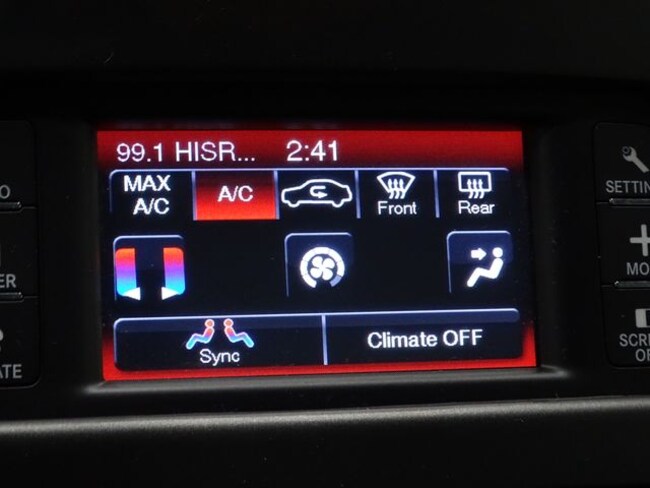 99.1 HISR... 2:41
MAX
A/C
A/C
Front
Rear
Sync
Climate OFF